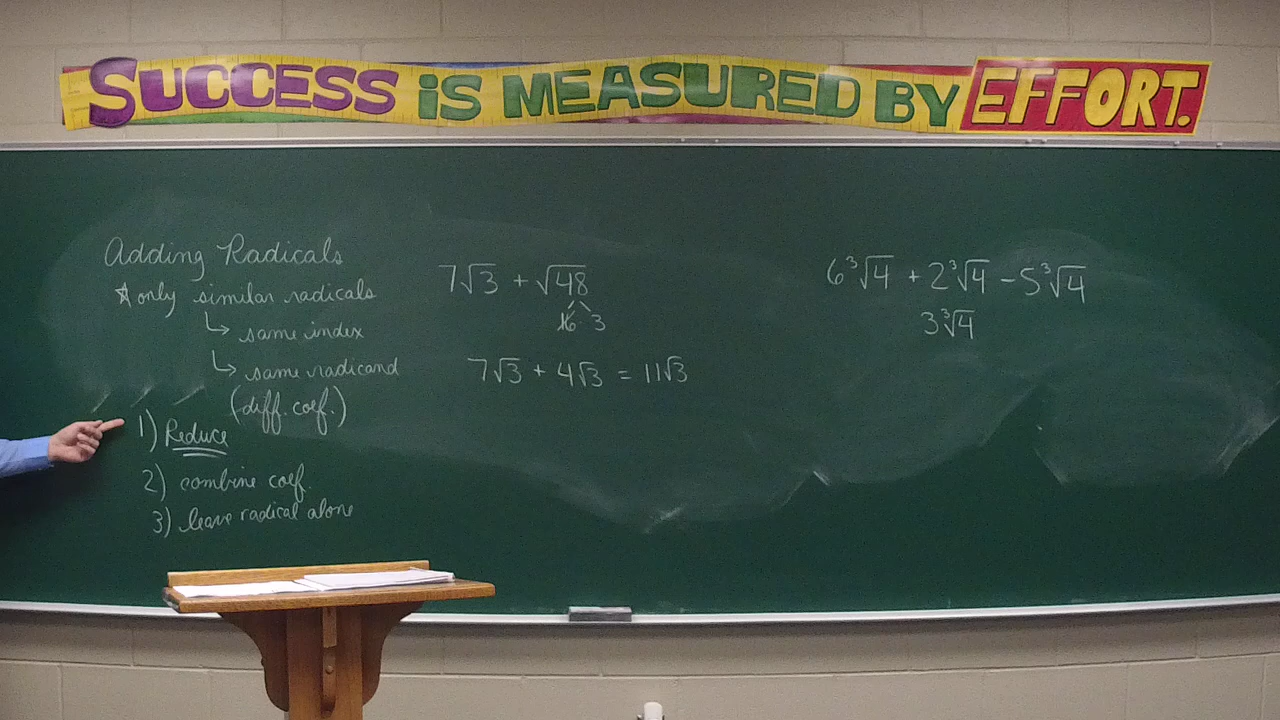 SUCCESS IS MEASURED BY EFFORT.
Adding Radicals
* only similar radicals
↳ same index
↳ same radicand
(diff. coef.)
1) Reduce
2) combine coef.
3) leave radical alone
7√3 + √48
16 · 3
7√3 + 4√3 = 11√3
6∛4 + 2∛4 - 5∛4
3∛4